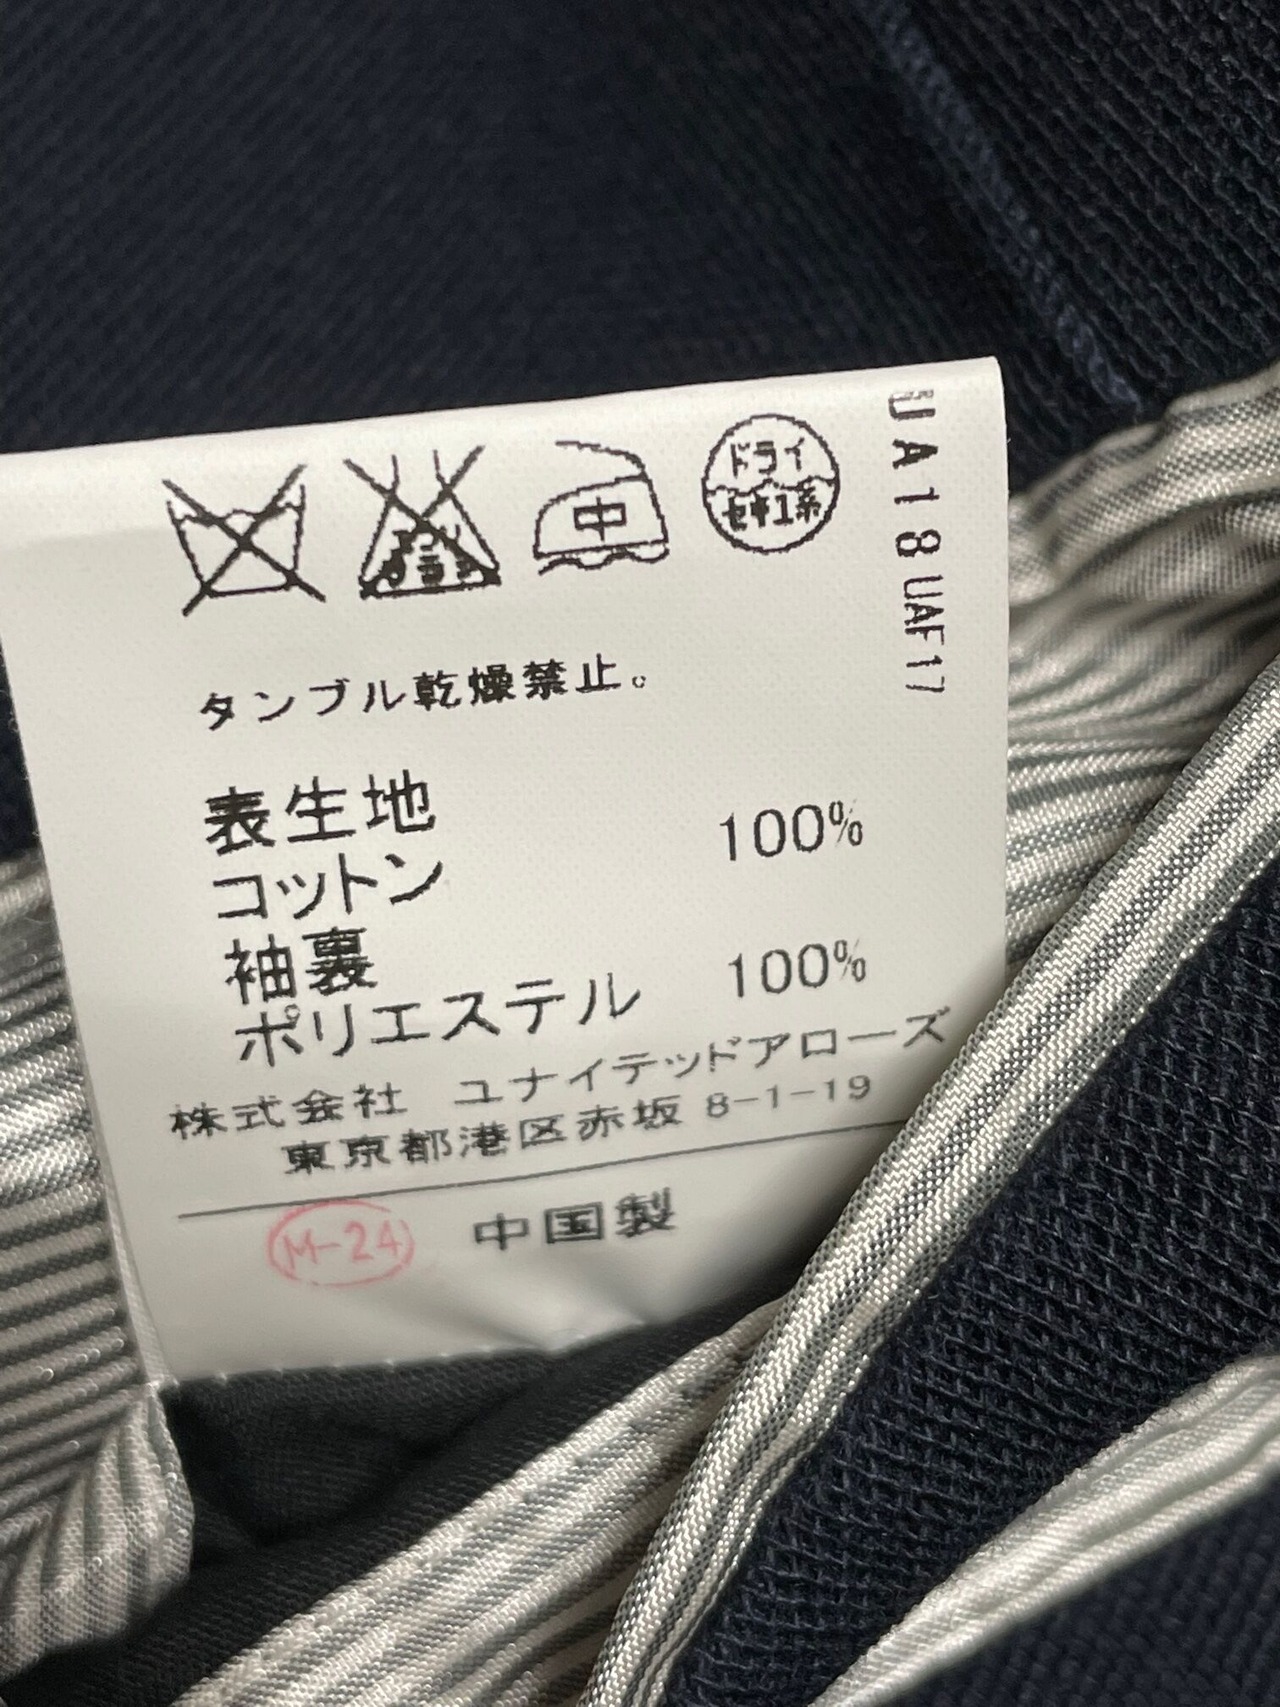 中
ドライ
セキユ系
タンブル乾燥禁止。
表生地
コットン 100%
袖裏
ポリエステル 100%
株式会社 ユナイテッドアローズ
東京都港区赤坂 8-1-19
M-24 中国製
UA18 UAF17